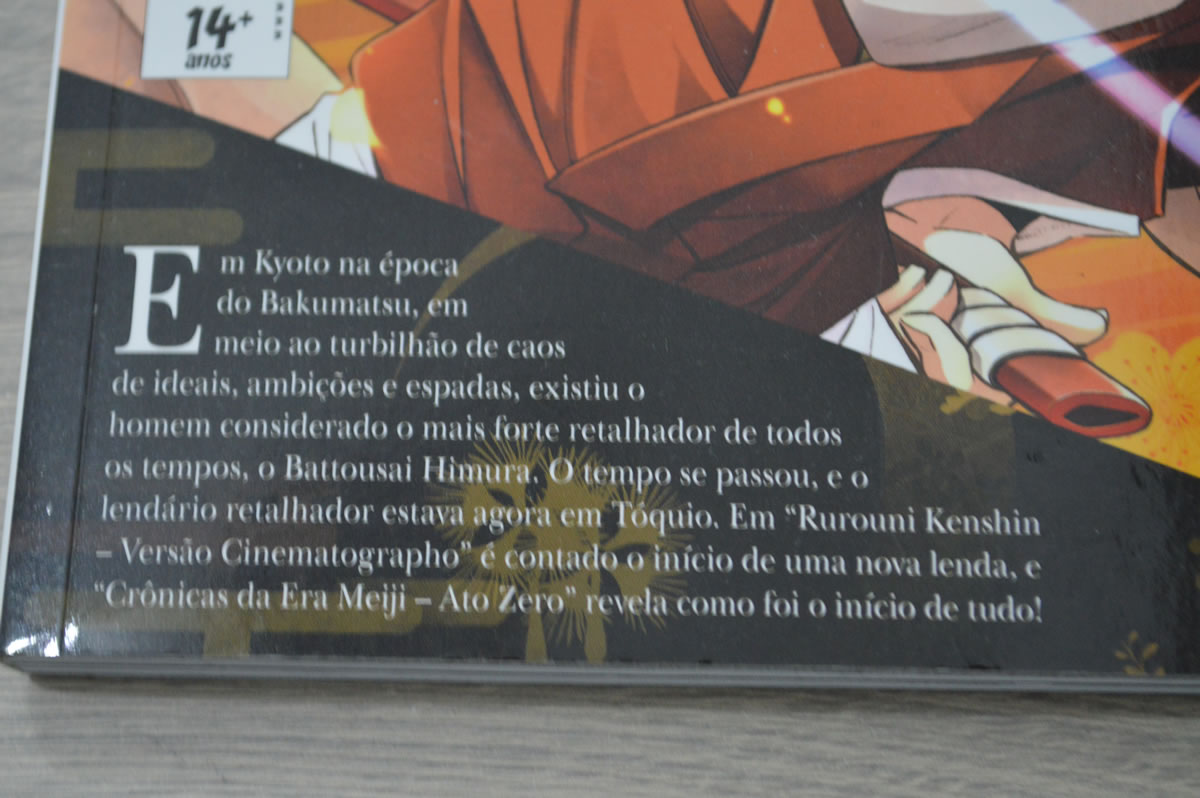 14+
anos
Em Kyoto na época
do Bakumatsu, em
meio ao turbilhão de caos
de ideais, ambições e espadas, existiu o
homem considerado o mais forte retalhador de todos
os tempos, o Battousai Himura. O tempo se passou, e o
lendário retalhador estava agora em Tóquio. Em “Rurouni Kenshin
– Versão Cinematographo” é contado o início de uma nova lenda, e
“Crônicas da Era Meiji – Ato Zero” revela como foi o início de tudo!